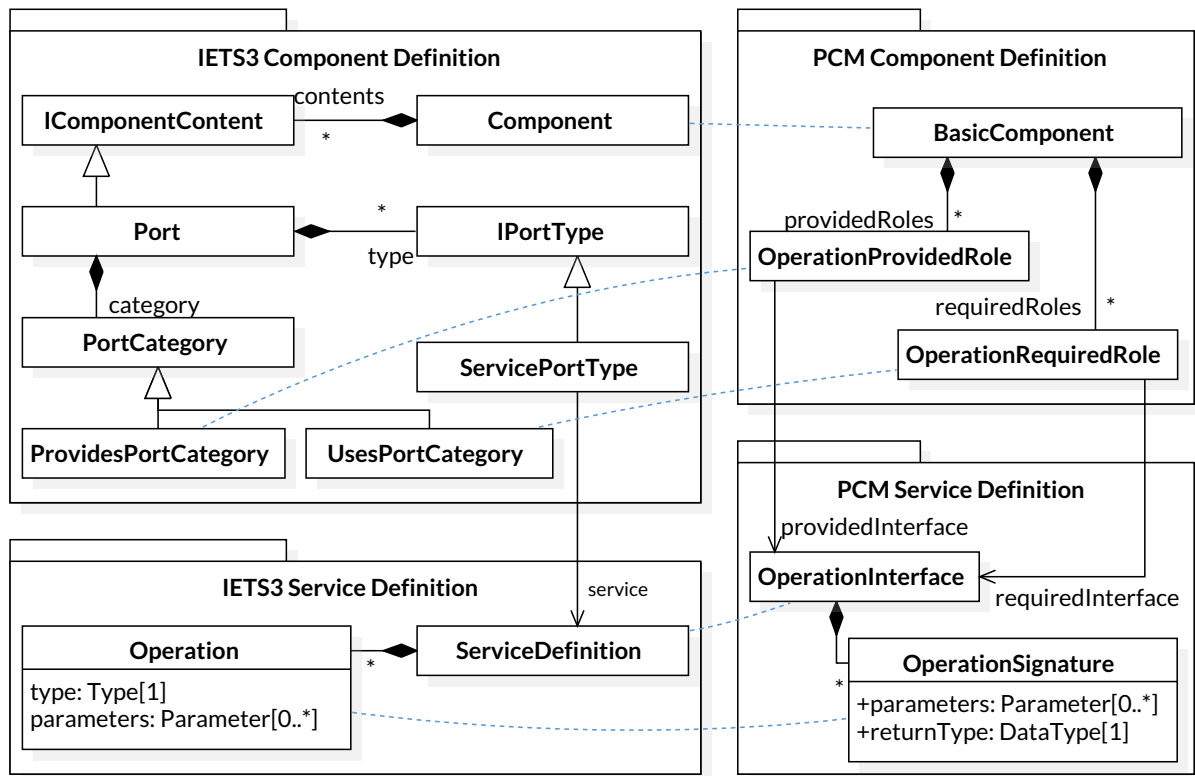 IETS3 Component Definition
IComponentContent
contents
*
Component
Port
*
type
IPortType
category
PortCategory
ServicePortType
ProvidesPortCategory
UsesPortCategory
PCM Component Definition
BasicComponent
providedRoles
*
OperationProvidedRole
requiredRoles
*
OperationRequiredRole
IETS3 Service Definition
service
Operation
type: Type[1]
parameters: Parameter[0..*]
*
ServiceDefinition
PCM Service Definition
providedInterface
OperationInterface
requiredInterface
*
OperationSignature
+parameters: Parameter[0..*]
+returnType: DataType[1]